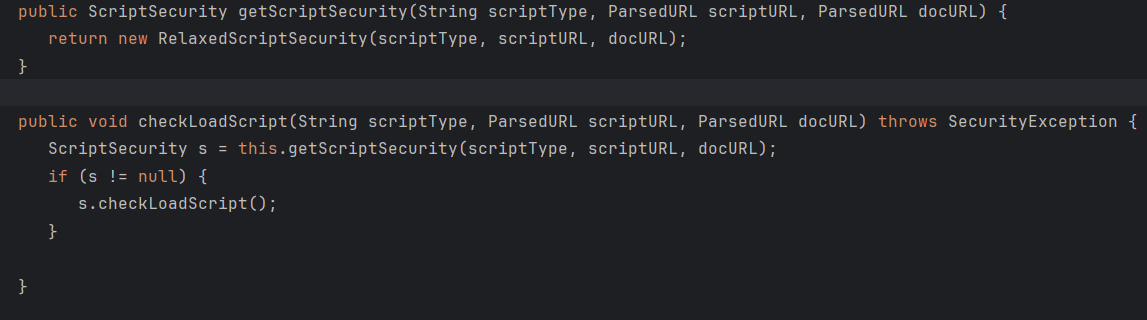 public ScriptSecurity getScriptSecurity(String scriptType, ParsedURL scriptURL, ParsedURL docURL) {
return new RelaxedScriptSecurity(scriptType, scriptURL, docURL);
}
public void checkLoadScript(String scriptType, ParsedURL scriptURL, ParsedURL docURL) throws SecurityException {
ScriptSecurity s = this.getScriptSecurity(scriptType, scriptURL, docURL);
if (s != null) {
s.checkLoadScript();
}
}